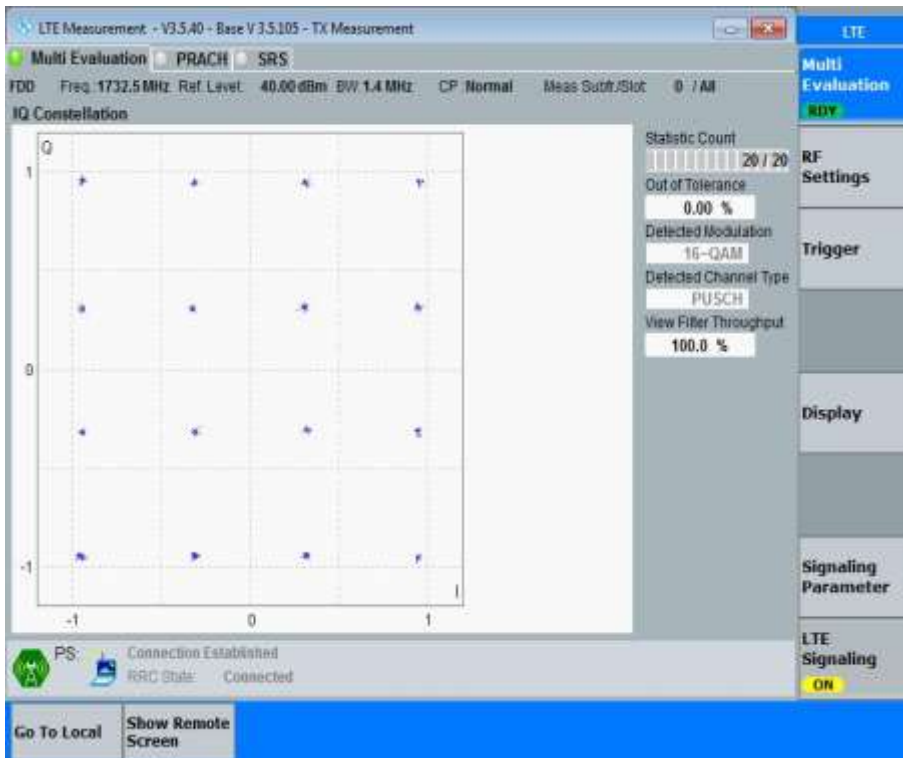 LTE Measurement - V3.5.40 - Base V 3.5.105 - TX Measurement
Multi Evaluation PRACH SRS
FDD Freq.:1732.5 MHz Ref. Level: 40.00 dBm BW:1.4 MHz CP:Normal Meas Subfr./Slot: 0 / All
IQ Constellation
Q
1
0
-1
-1 0 1
I
Statistic Count
20 / 20
Out of Tolerance
0.00 %
Detected Modulation
16-QAM
Detected Channel Type
PUSCH
View Filter Throughput
100.0 %
PS:
Connection Established
RRC State: Connected
LTE
Multi
Evaluation
RDY
RF
Settings
Trigger
Display
Signaling
Parameter
LTE
Signaling
ON
Go To Local
Show Remote
Screen